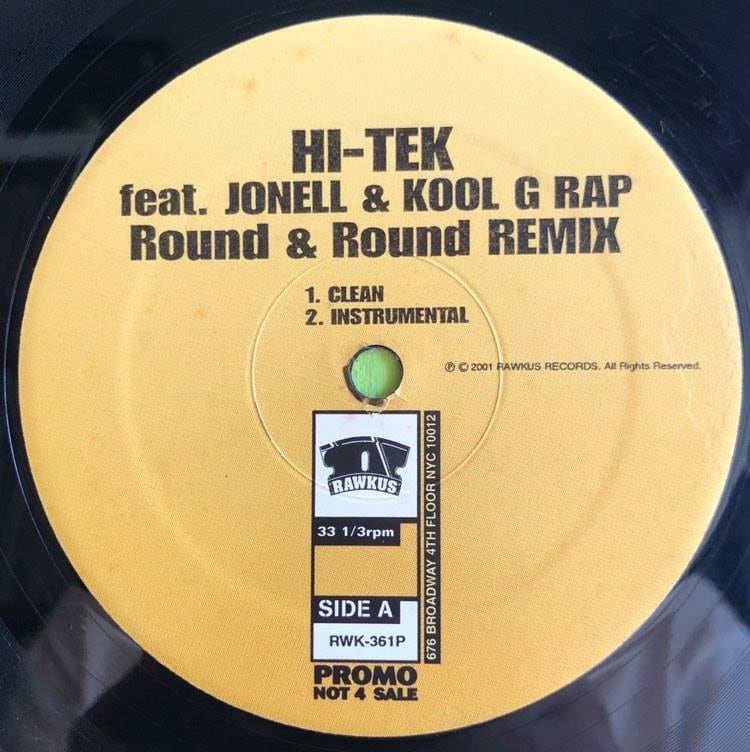 HI-TEK
feat. JONELL & KOOL G RAP
Round & Round REMIX
1. CLEAN
2. INSTRUMENTAL
℗ © 2001 RAWKUS RECORDS. All Rights Reserved.
RAWKUS
33 1/3rpm
676 BROADWAY 4TH FLOOR NYC 10012
SIDE A
RWK-361P
PROMO
NOT 4 SALE